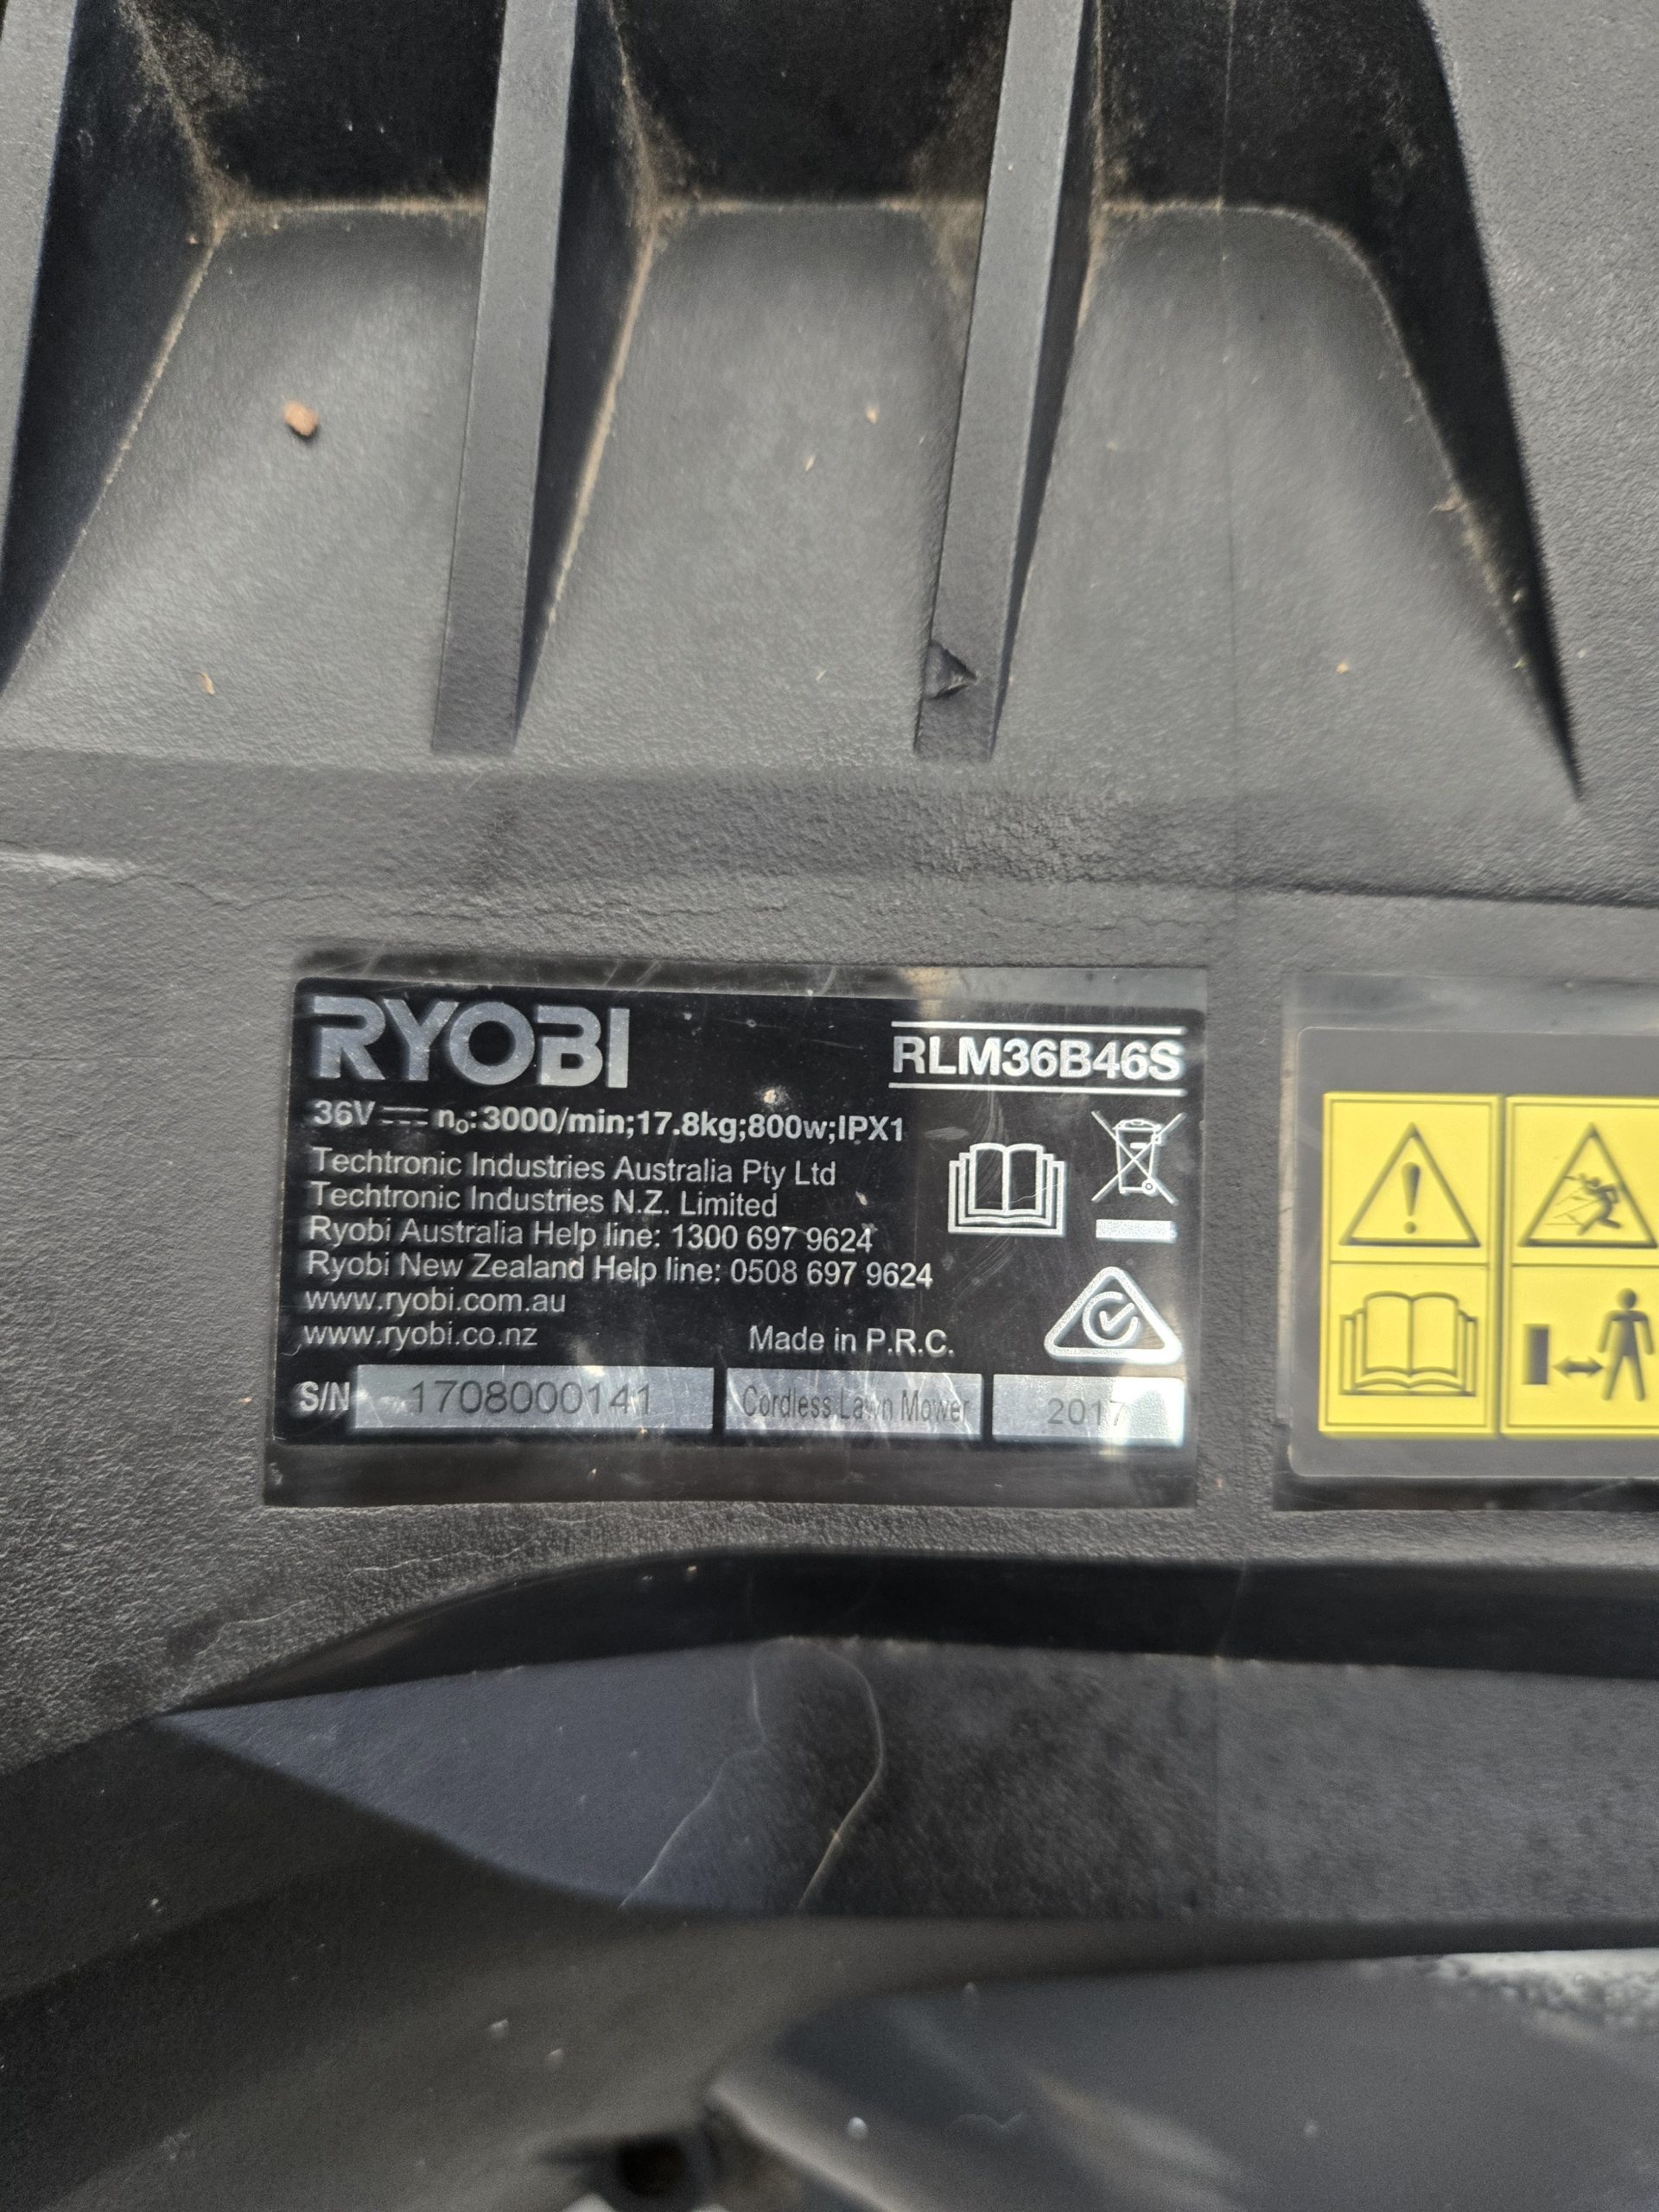 RYOBI
RLM36B46S
36V n₀:3000/min;17.8kg;800w;IPX1
Techtronic Industries Australia Pty Ltd
Techtronic Industries N.Z. Limited
Ryobi Australia Help line: 1300 697 9624
Ryobi New Zealand Help line: 0508 697 9624
www.ryobi.com.au
www.ryobi.co.nz
Made in P.R.C.
S/N 1708000141 Cordless Lawn Mower 2017